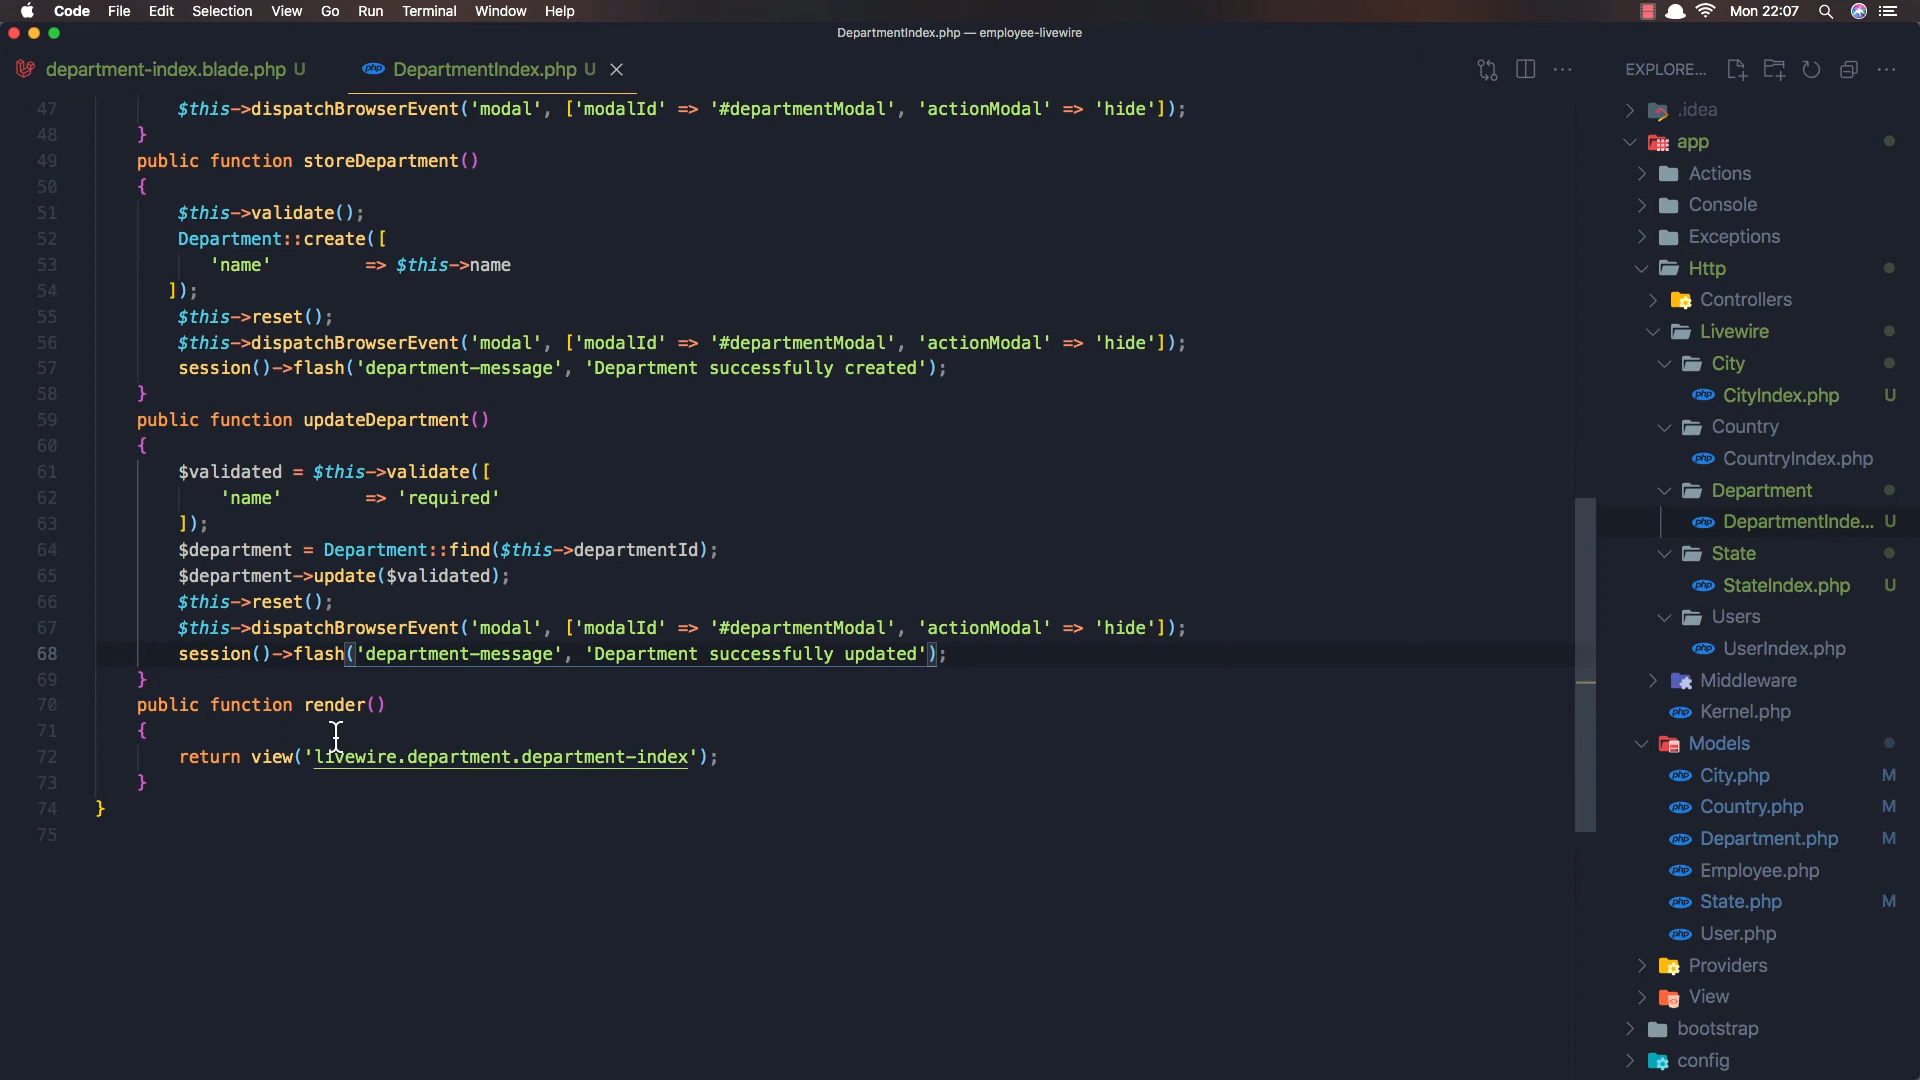 Code File Edit Selection View Go Run Terminal Window Help Mon 22:07
DepartmentIndex.php — employee-livewire
department-index.blade.php U DepartmentIndex.php U
EXPLORE...
47 $this->dispatchBrowserEvent('modal', ['modalId' => '#departmentModal', 'actionModal' => 'hide']);
48 }
49 public function storeDepartment()
50 {
51 $this->validate();
52 Department::create([
53 'name' => $this->name
54 ]);
55 $this->reset();
56 $this->dispatchBrowserEvent('modal', ['modalId' => '#departmentModal', 'actionModal' => 'hide']);
57 session()->flash('department-message', 'Department successfully created');
58 }
59 public function updateDepartment()
60 {
61 $validated = $this->validate([
62 'name' => 'required'
63 ]);
64 $department = Department::find($this->departmentId);
65 $department->update($validated);
66 $this->reset();
67 $this->dispatchBrowserEvent('modal', ['modalId' => '#departmentModal', 'actionModal' => 'hide']);
68 session()->flash('department-message', 'Department successfully updated');
69 }
70 public function render()
71 {
72 return view('livewire.department.department-index');
73 }
74 }
75
.idea
app
Actions
Console
Exceptions
Http
Controllers
Livewire
City
CityIndex.php U
Country
CountryIndex.php
Department
DepartmentInde... U
State
StateIndex.php U
Users
UserIndex.php
Middleware
Kernel.php
Models
City.php M
Country.php M
Department.php M
Employee.php
State.php M
User.php
Providers
View
bootstrap
config